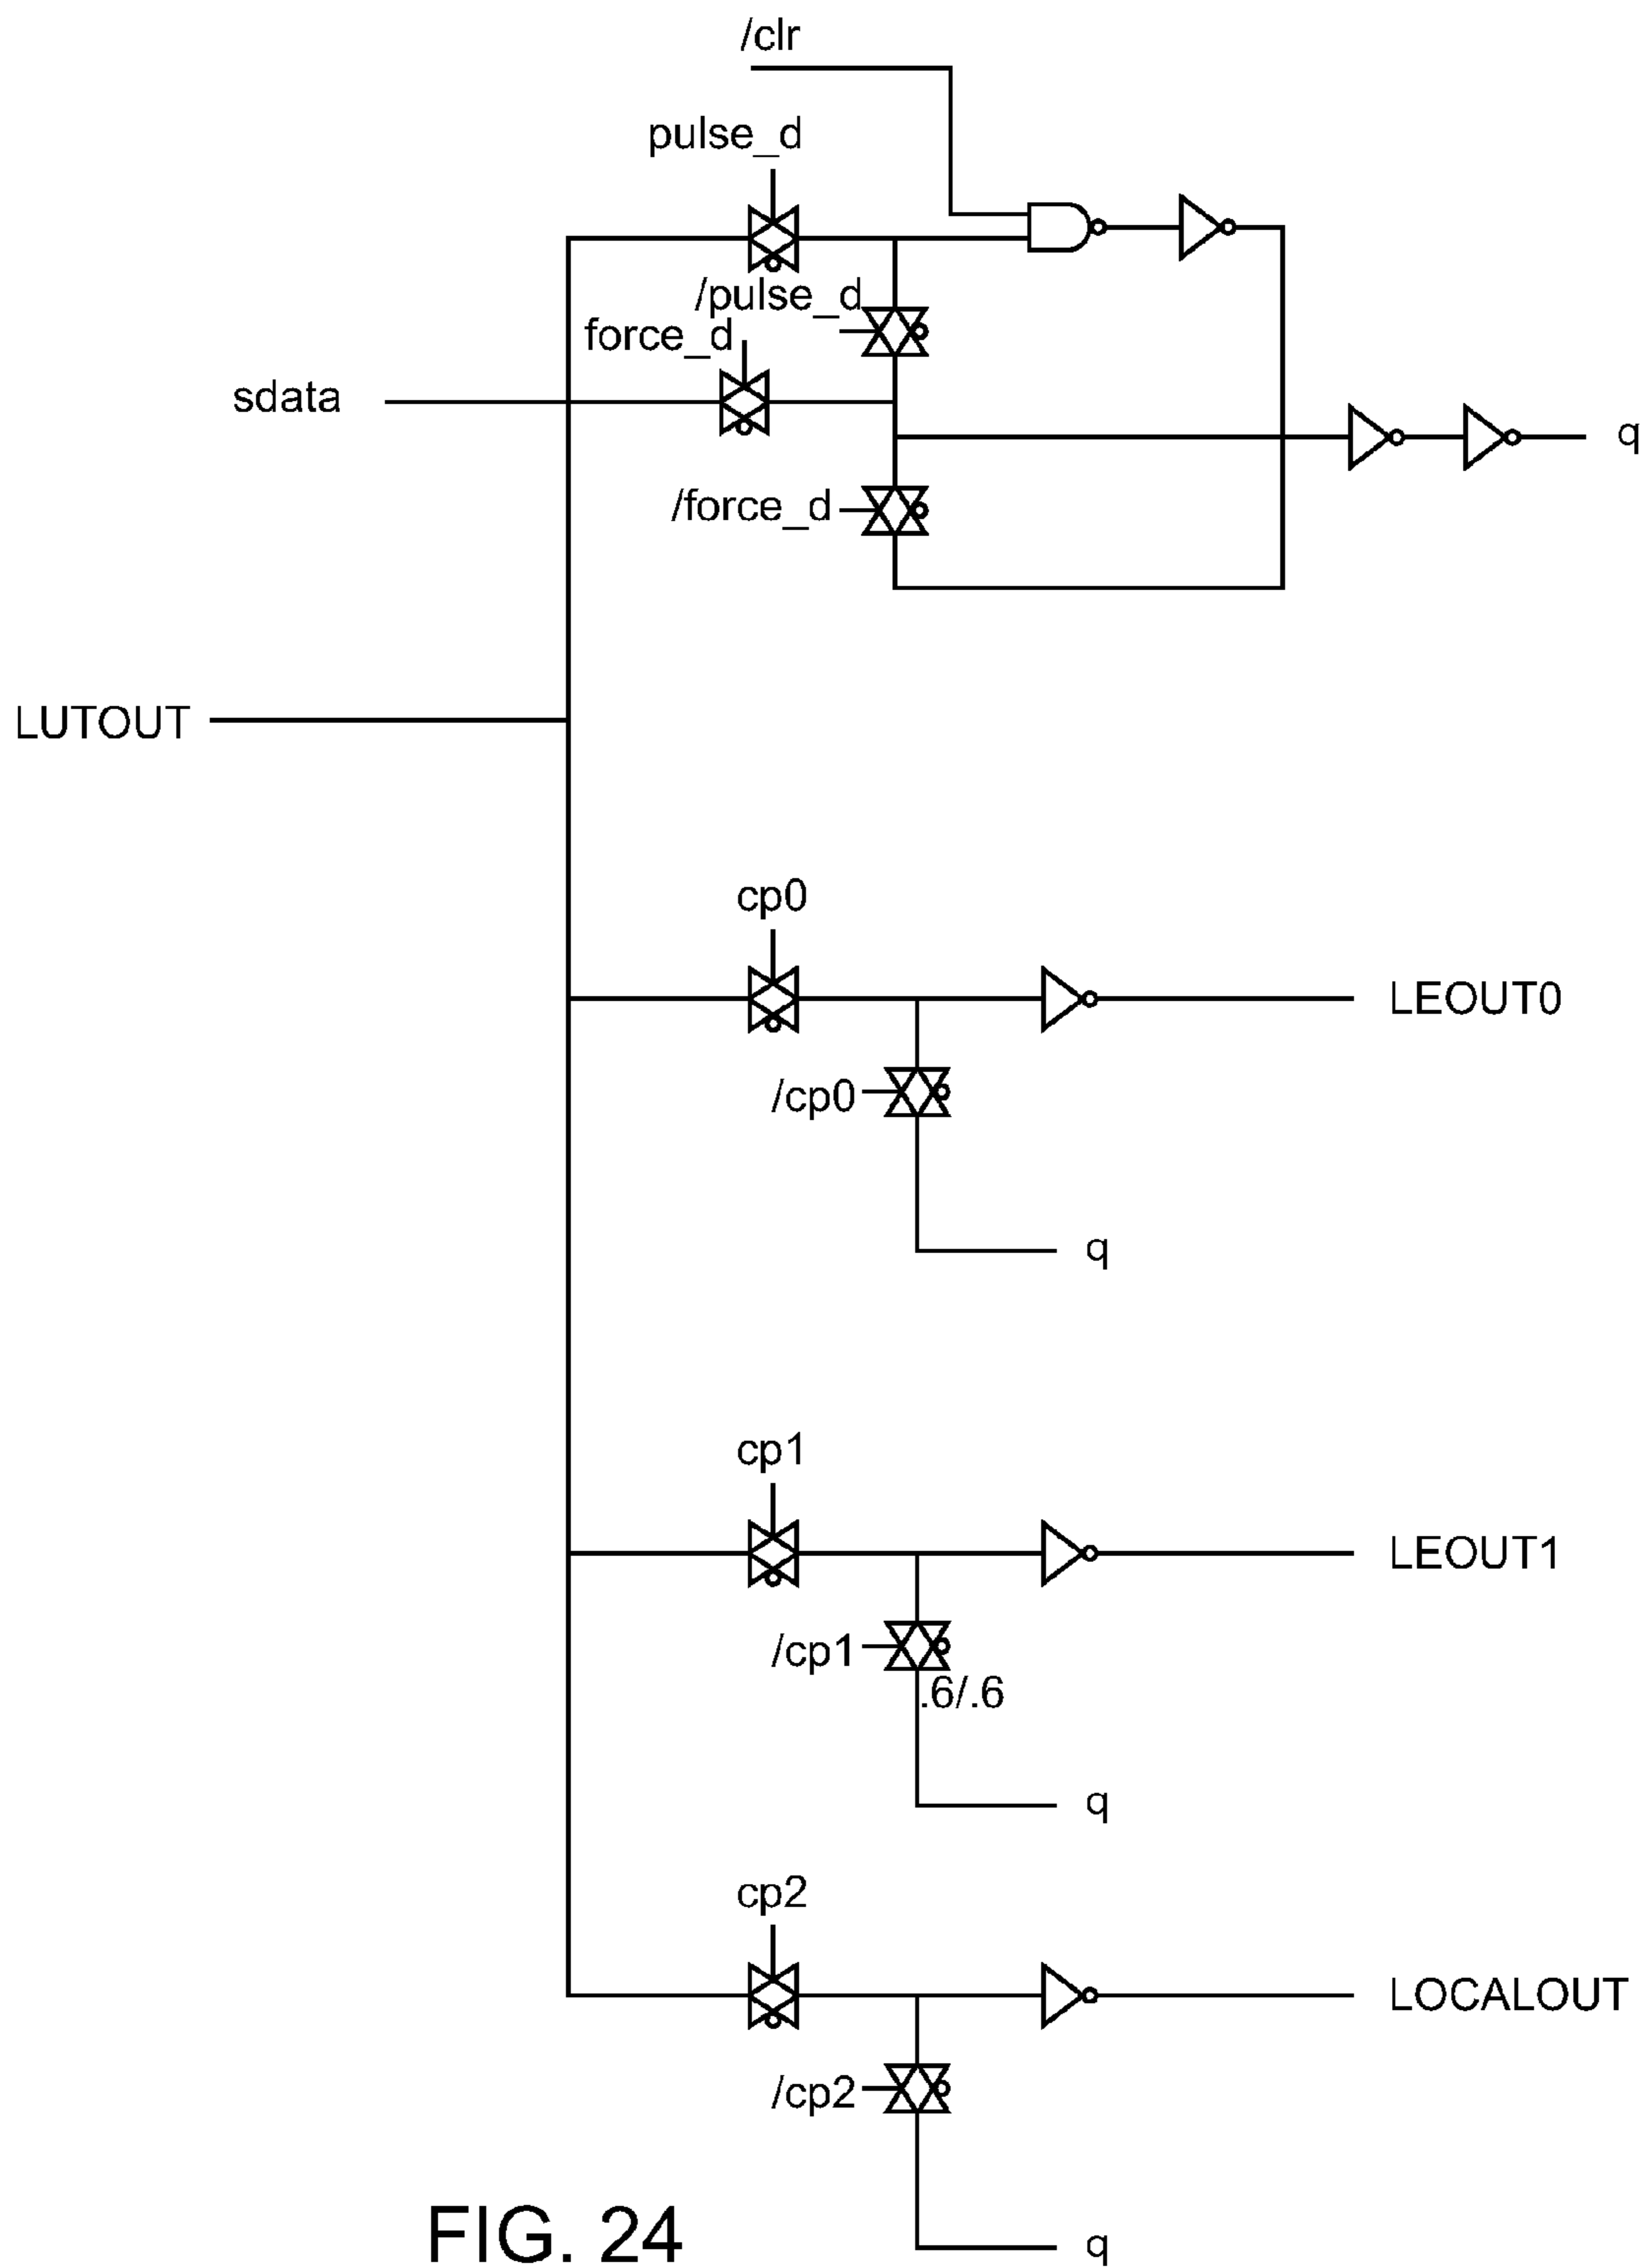 /clr
pulse_d
/pulse_d
force_d
sdata
q
/force_d
LUTOUT
cp0
LEOUT0
/cp0
q
cp1
LEOUT1
/cp1
.6/.6
q
cp2
LOCALOUT
/cp2
q
FIG. 24